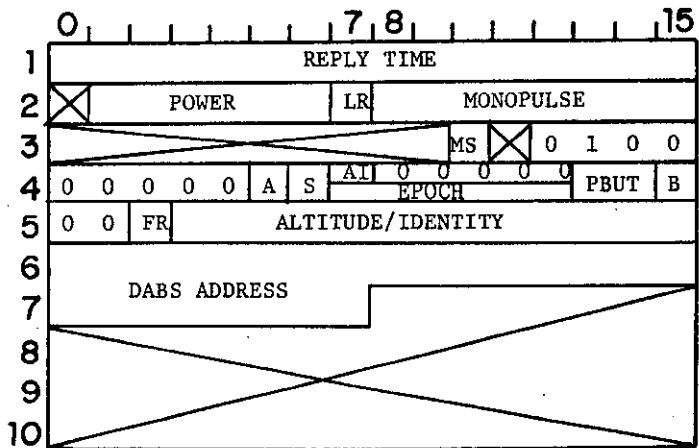 0 7 8 15
1 REPLY TIME
2 POWER LR MONOPULSE
3 MS 0 1 0 0
4 0 0 0 0 0 A S AI 0 0 0 0 0 PBUT B
EPOCH
5 0 0 FR ALTITUDE/IDENTITY
6
DABS ADDRESS
7
8
9
10